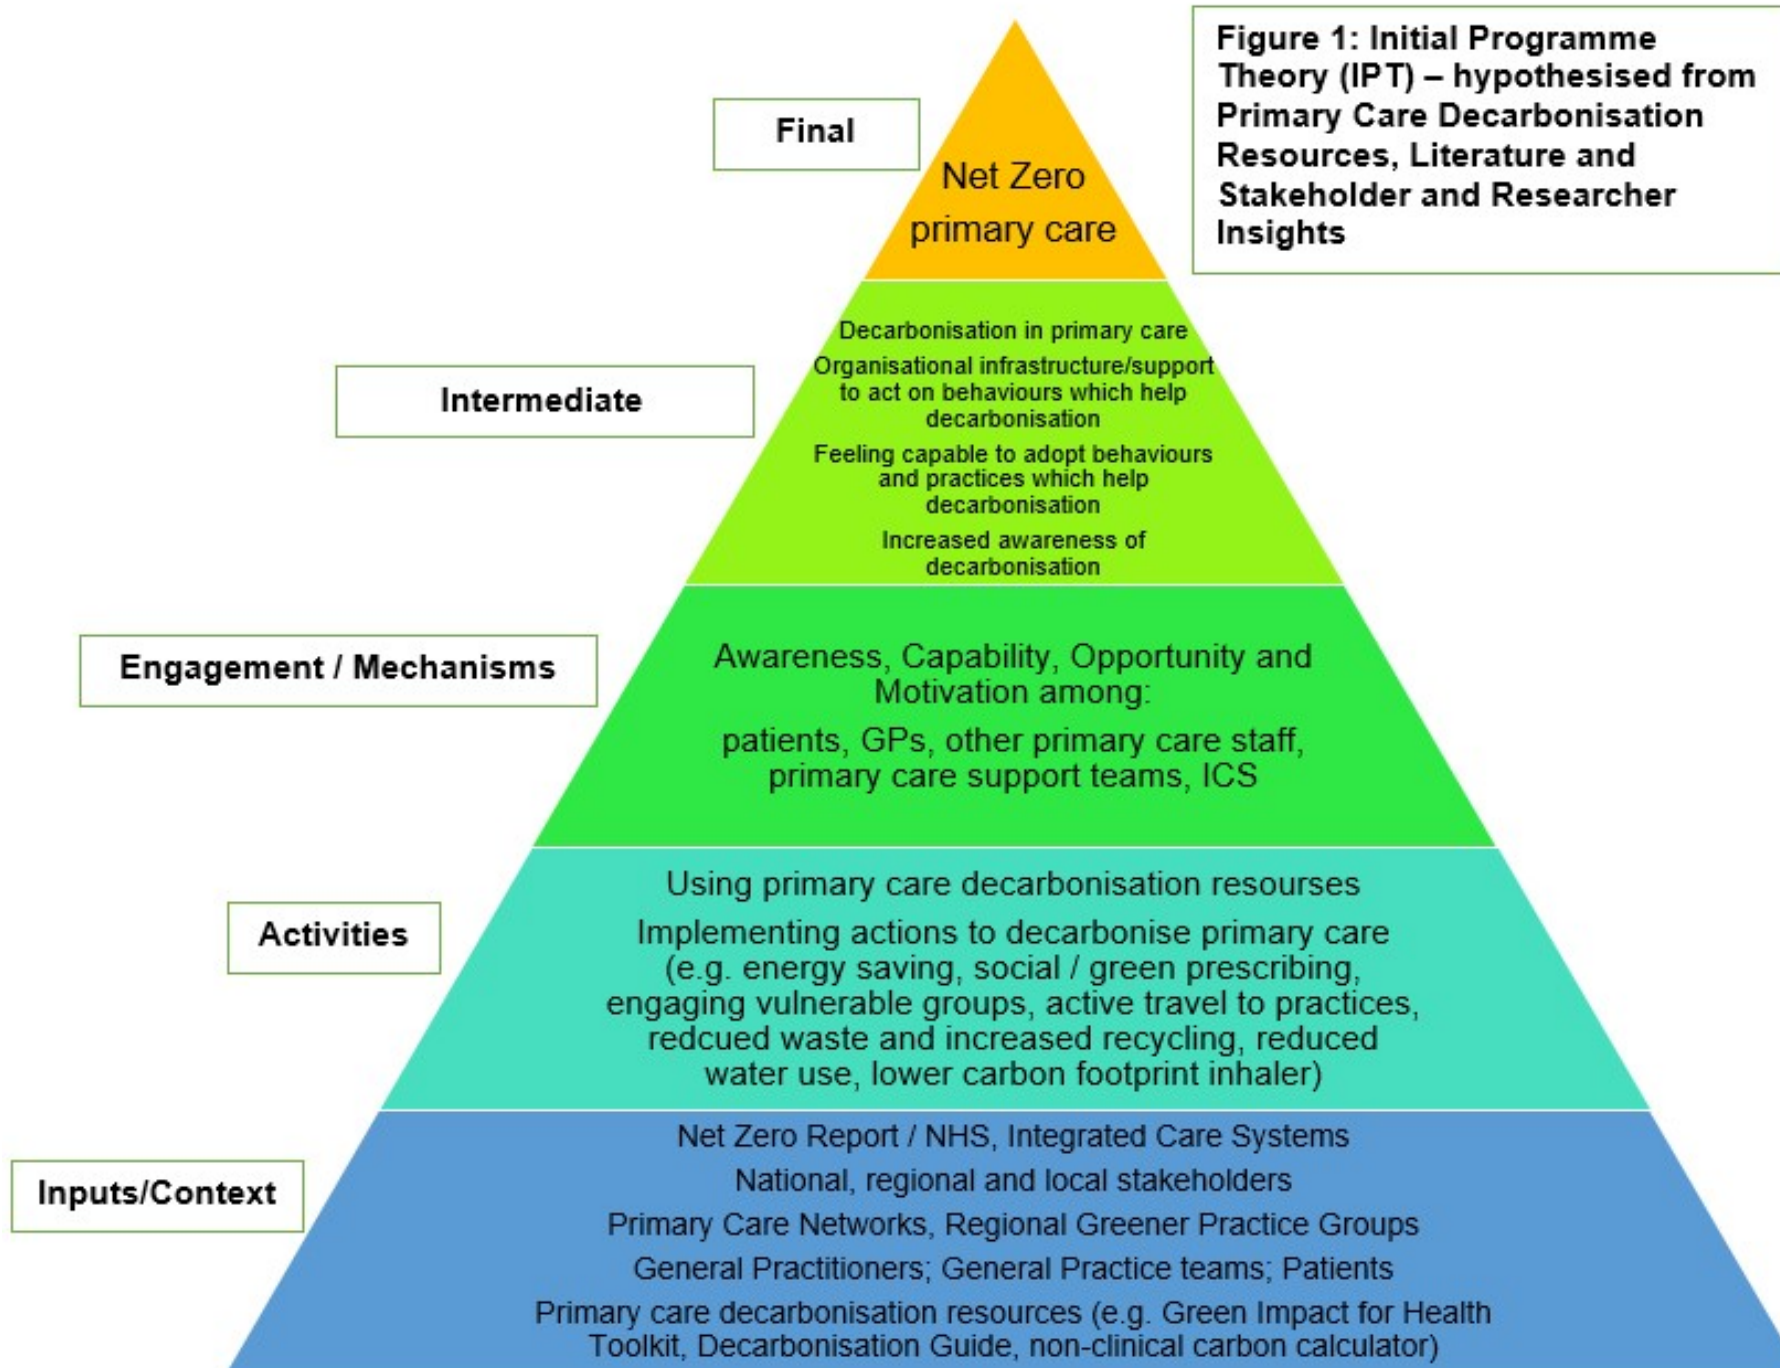 Figure 1: Initial Programme
Theory (IPT) – hypothesised from
Primary Care Decarbonisation
Resources, Literature and
Stakeholder and Researcher
Insights
Final
Net Zero
primary care
Intermediate
Decarbonisation in primary care
Organisational infrastructure/support
to act on behaviours which help
decarbonisation
Feeling capable to adopt behaviours
and practices which help
decarbonisation
Increased awareness of
decarbonisation
Engagement / Mechanisms
Awareness, Capability, Opportunity and
Motivation among:
patients, GPs, other primary care staff,
primary care support teams, ICS
Activities
Using primary care decarbonisation resourses
Implementing actions to decarbonise primary care
(e.g. energy saving, social / green prescribing,
engaging vulnerable groups, active travel to practices,
redcued waste and increased recycling, reduced
water use, lower carbon footprint inhaler)
Inputs/Context
Net Zero Report / NHS, Integrated Care Systems
National, regional and local stakeholders
Primary Care Networks, Regional Greener Practice Groups
General Practitioners; General Practice teams; Patients
Primary care decarbonisation resources (e.g. Green Impact for Health
Toolkit, Decarbonisation Guide, non-clinical carbon calculator)